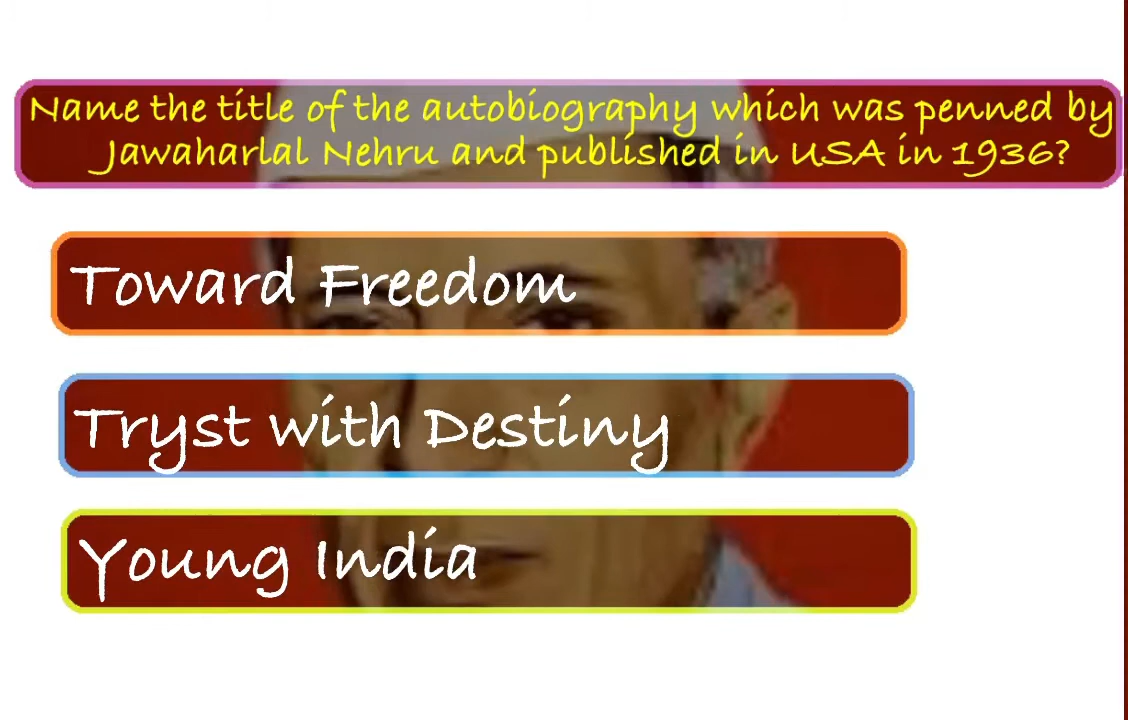 Name the title of the autobiography which was penned by
Jawaharlal Nehru and published in USA in 1936?
Toward Freedom
Tryst with Destiny
Young India